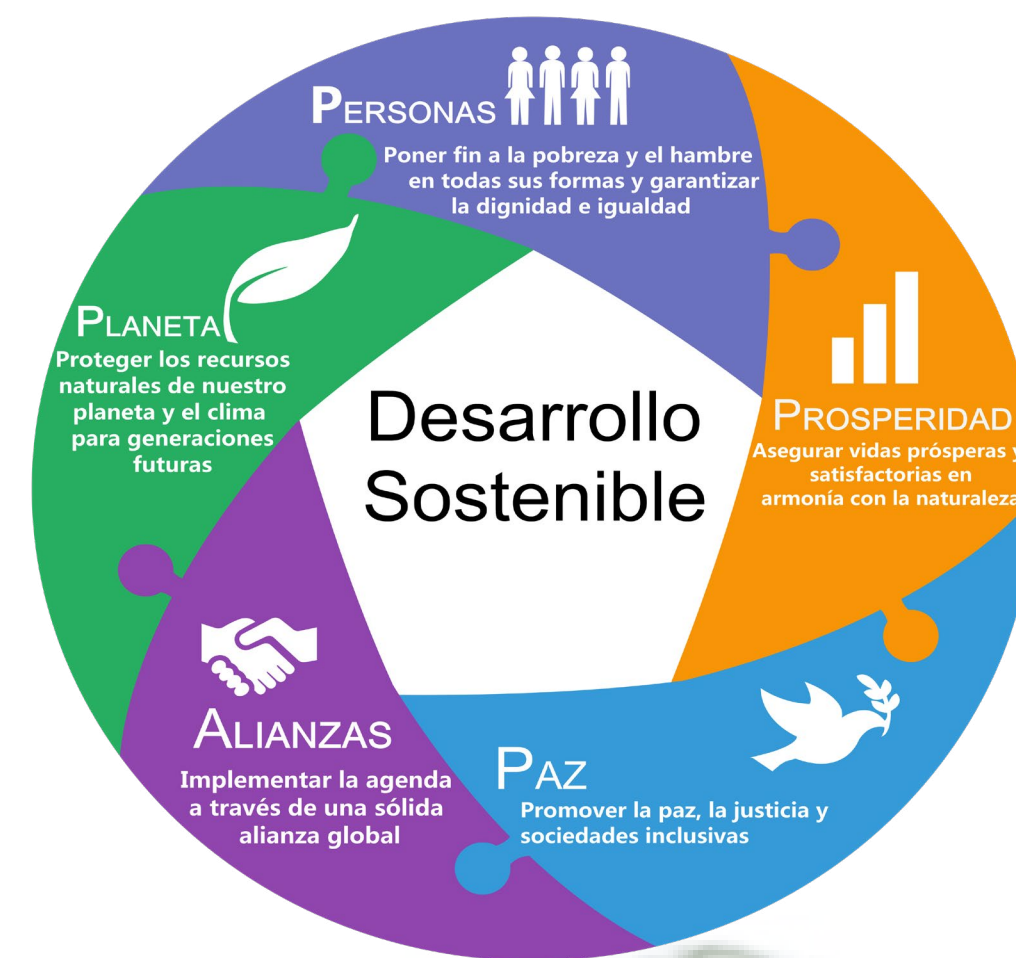 PERSONAS
Poner fin a la pobreza y el hambre
en todas sus formas y garantizar
la dignidad e igualdad
PROSPERIDAD
Asegurar vidas prósperas y
satisfactorias en
armonía con la naturaleza
PLANETA
Proteger los recursos
naturales de nuestro
planeta y el clima
para generaciones
futuras
Desarrollo
Sostenible
ALIANZAS
Implementar la agenda
a través de una sólida
alianza global
PAZ
Promover la paz, la justicia y
sociedades inclusivas